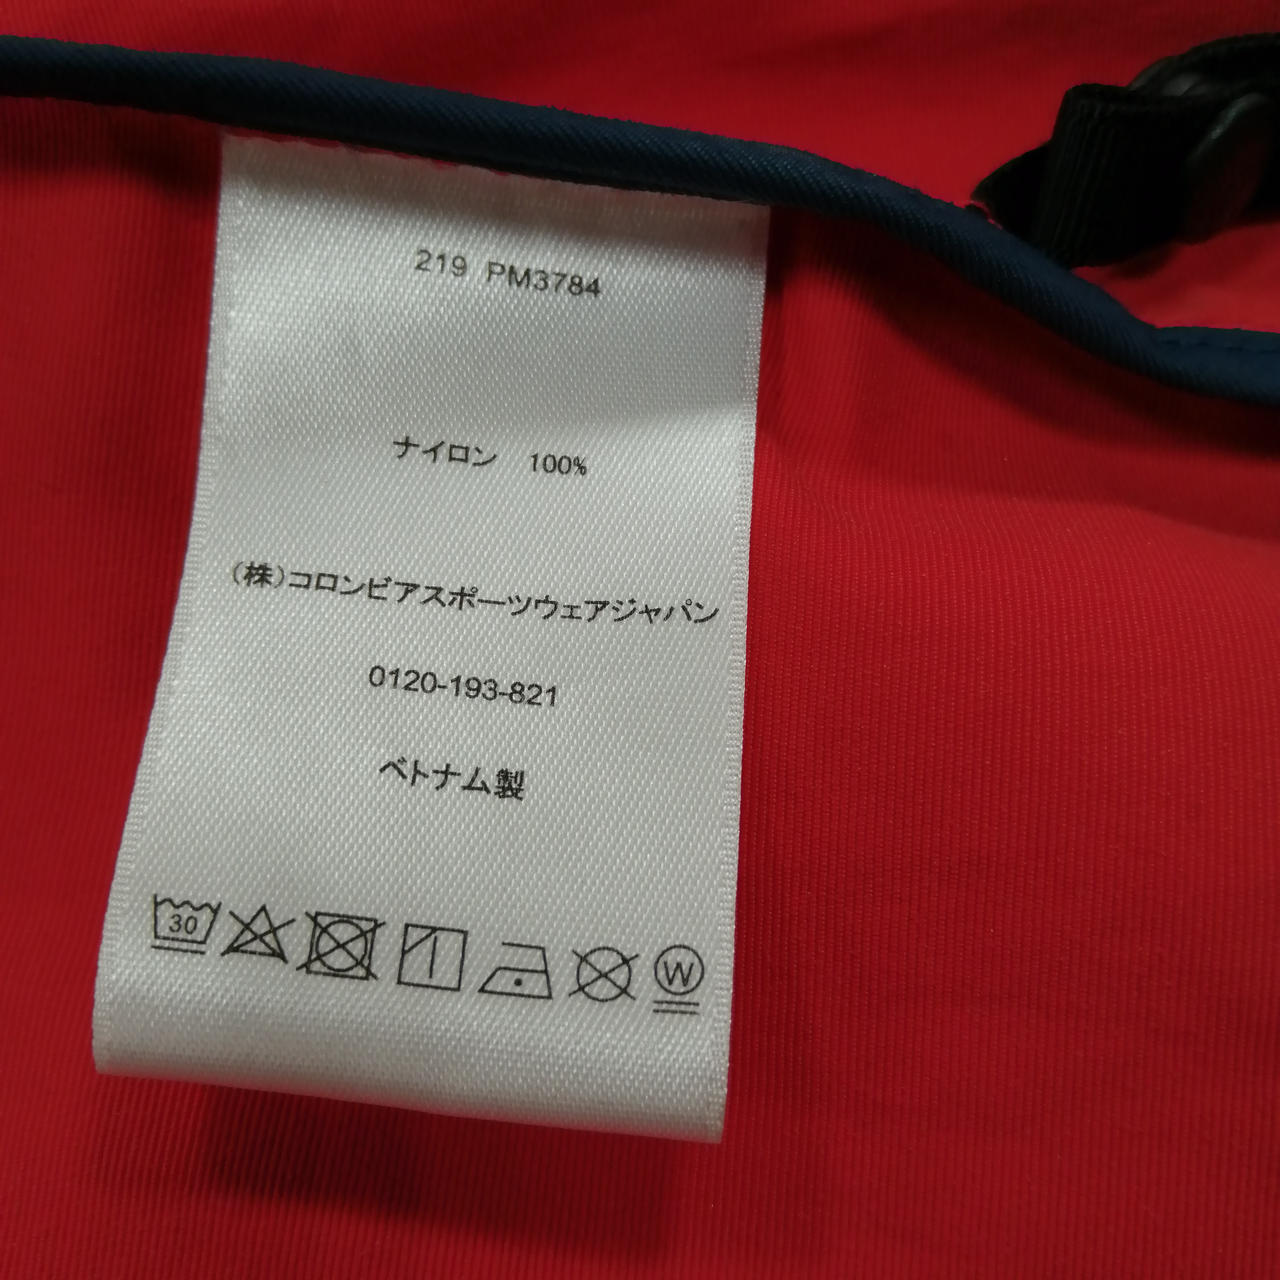 219 PM3784
ナイロン 100%
(株)コロンビアスポーツウェアジャパン
0120-193-821
ベトナム製
30
W